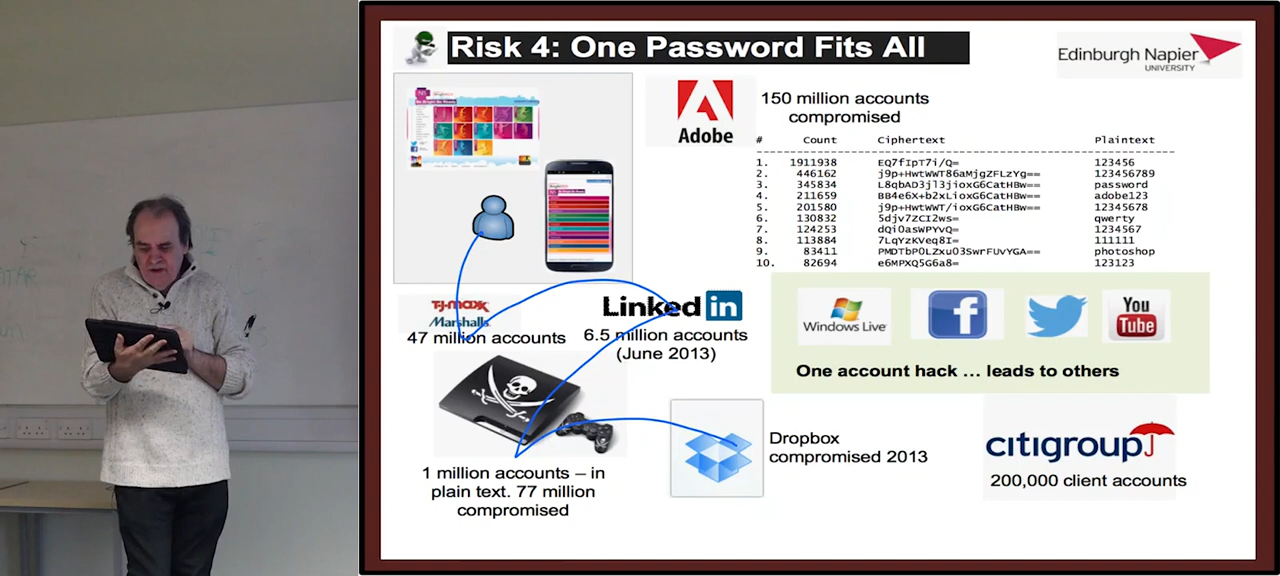 Risk 4: One Password Fits All
Edinburgh Napier
UNIVERSITY
Adobe
150 million accounts
compromised
# Count Ciphertext Plaintext
1. 1911938 EQ7fIpT7i/Q= 123456
2. 446162 j9p+HwtWWT86aMjgZFLzYg== 123456789
3. 345834 L8qbAD3jl3jioxG6CatHBw== password
4. 211659 BB4e6X+b2xLioxG6CatHBw== adobe123
5. 201580 j9p+HwtWWT/ioxG6CatHBw== 12345678
6. 130832 5djv7ZCI2ws= qwerty
7. 124253 dQi0asWPYvQ= 1234567
8. 113884 7LqYzKVeq8I= 111111
9. 83411 PMDTbP0LZxu03SwrFUvYGA== photoshop
10. 82694 e6MPXQ5G6a8= 123123
T·J·maxx
Marshalls.
47 million accounts
Linked in
6.5 million accounts
(June 2013)
Windows Live
f
You
Tube
One account hack ... leads to others
1 million accounts – in
plain text. 77 million
compromised
Dropbox
compromised 2013
citigroup
200,000 client accounts